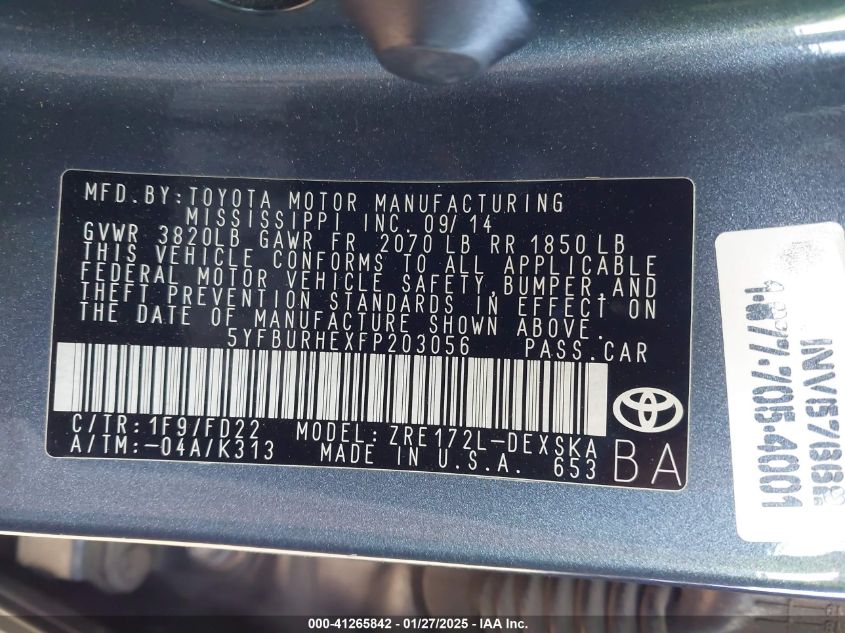 MFD. BY: TOYOTA MOTOR MANUFACTURING
MISSISSIPPI INC. 09/14
GVWR 3820LB GAWR FR 2070 LB RR 1850 LB
THIS VEHICLE CONFORMS TO ALL APPLICABLE
FEDERAL MOTOR VEHICLE SAFETY, BUMPER, AND
THEFT PREVENTION STANDARDS IN EFFECT ON
THE DATE OF MANUFACTURE SHOWN ABOVE.
5YFBURHEXFP203056 PASS. CAR
C/TR: 1F9/FD22 MODEL: ZRE172L-DEXSKA
A/TM: -04A/K313 MADE IN U.S.A. 653
BA
000-41265842 - 01/27/2025 - IAA Inc.